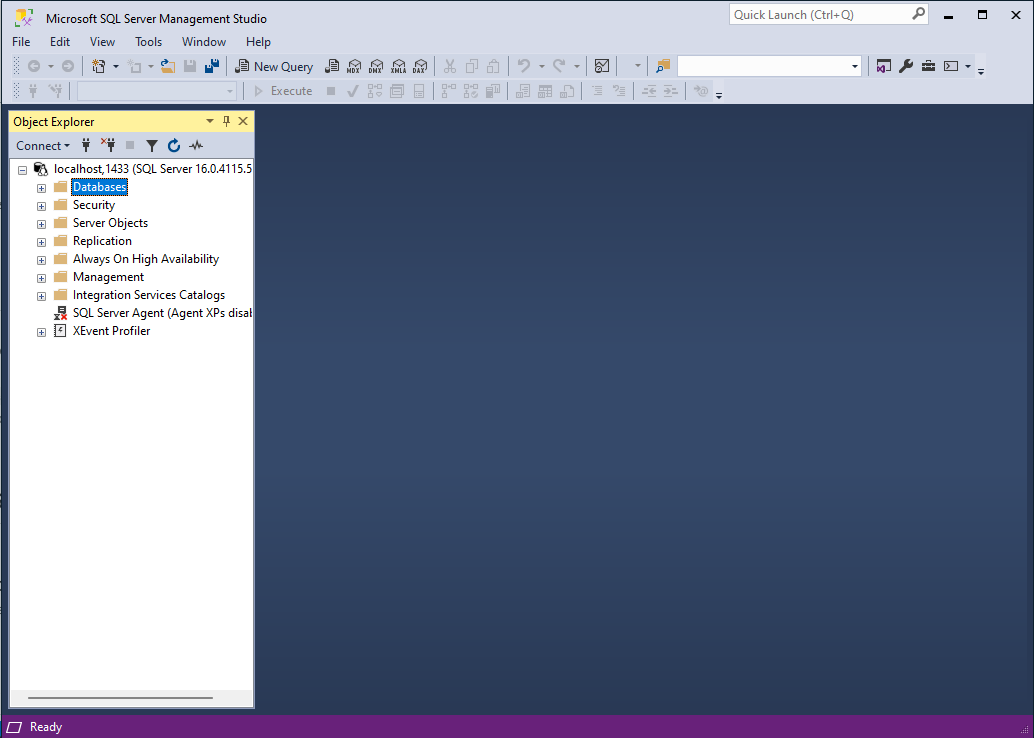 Microsoft SQL Server Management Studio
Quick Launch (Ctrl+Q)
File Edit View Tools Window Help
New Query MDX DMX XMLA DAX
Execute
Object Explorer
Connect
localhost,1433 (SQL Server 16.0.4115.5
Databases
Security
Server Objects
Replication
Always On High Availability
Management
Integration Services Catalogs
SQL Server Agent (Agent XPs disab
XEvent Profiler
Ready